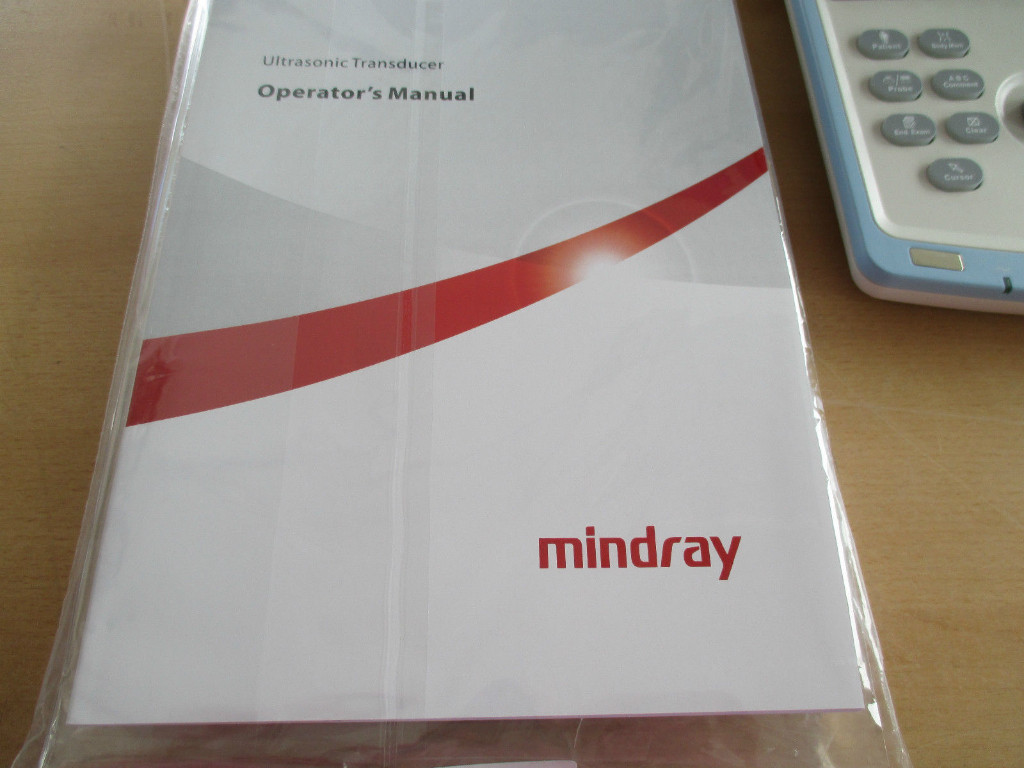 Ultrasonic Transducer
Operator's Manual
mindray
Patient
Body Mark
Probe
ABC
Comment
End Exam
Clear
Cursor